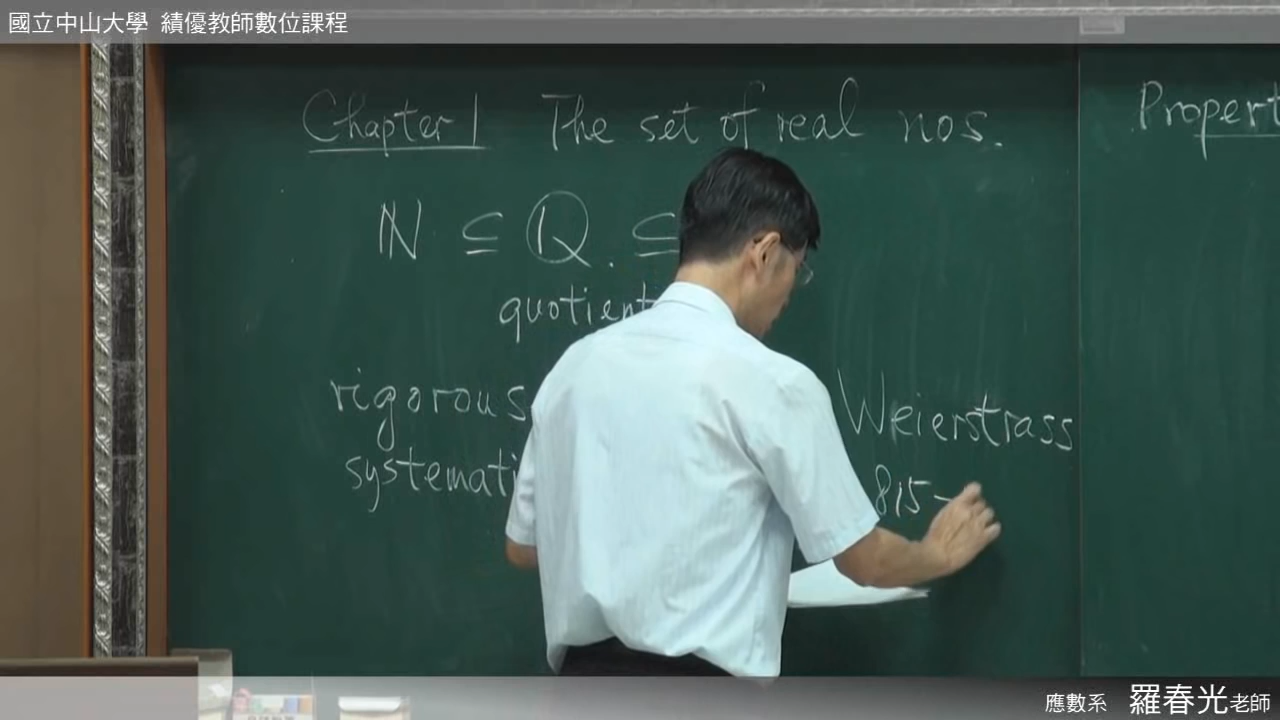 國立中山大學 績優教師數位課程
Chapter 1 The set of real nos.
Propert
ℕ ⊆ ℚ. ⊆
quotient
rigorous
Weierstrass
systemati
815-
應數系 羅春光老師